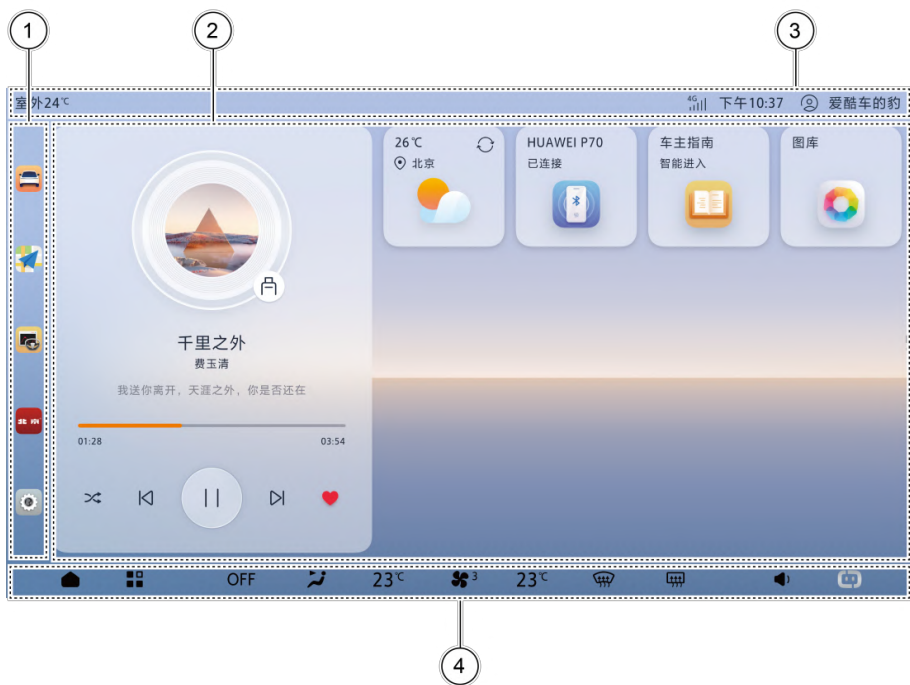 1
2
3
室外24℃
4G
下午10:37
爱酷车的豹
26℃
北京
HUAWEI P70
已连接
车主指南
智能进入
图库
千里之外
费玉清
我送你离开，天涯之外，你是否还在
01:28
03:54
北京
OFF
23℃
3
23℃
4